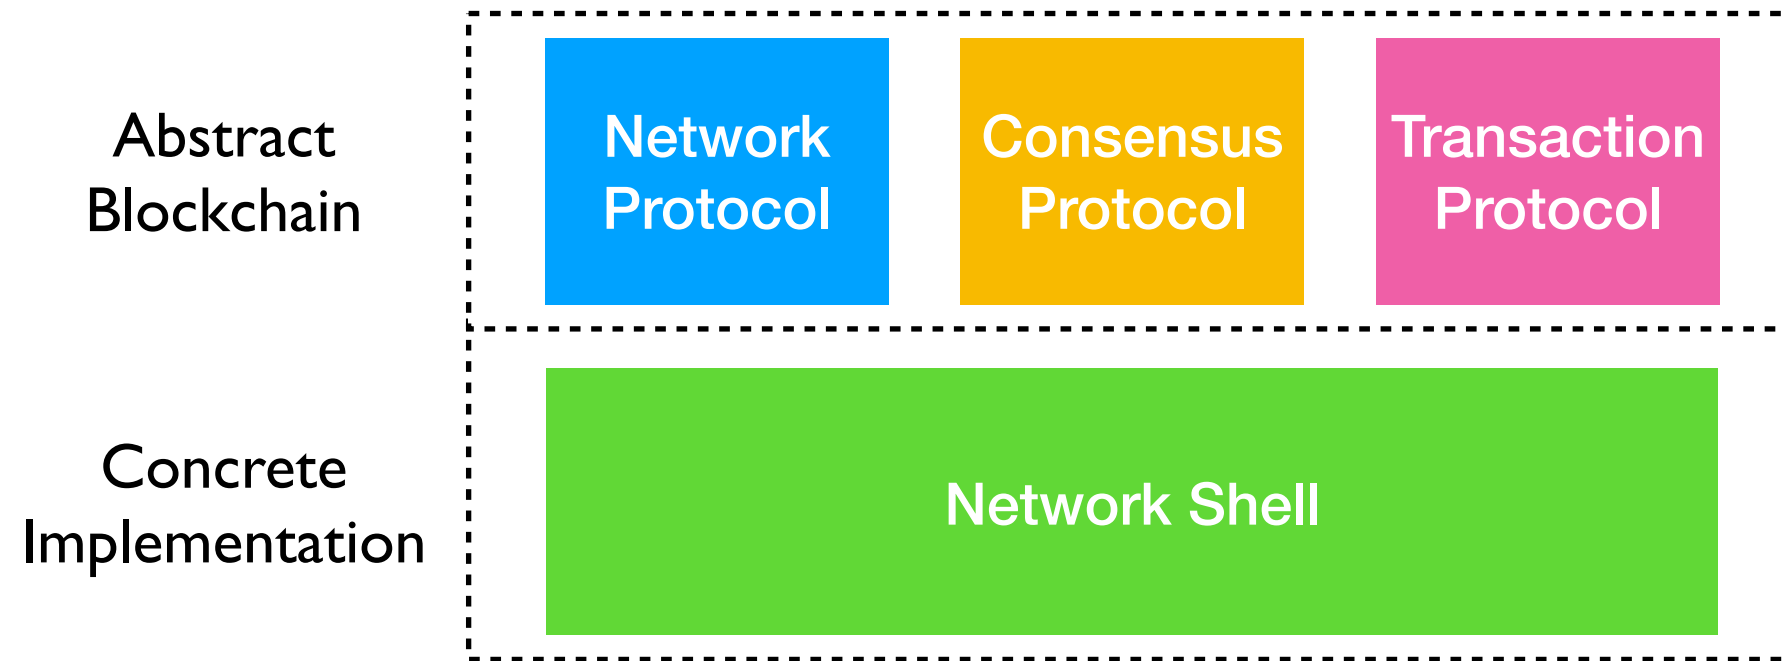 Abstract
Blockchain
Network
Protocol
Consensus
Protocol
Transaction
Protocol
Concrete
Implementation
Network Shell